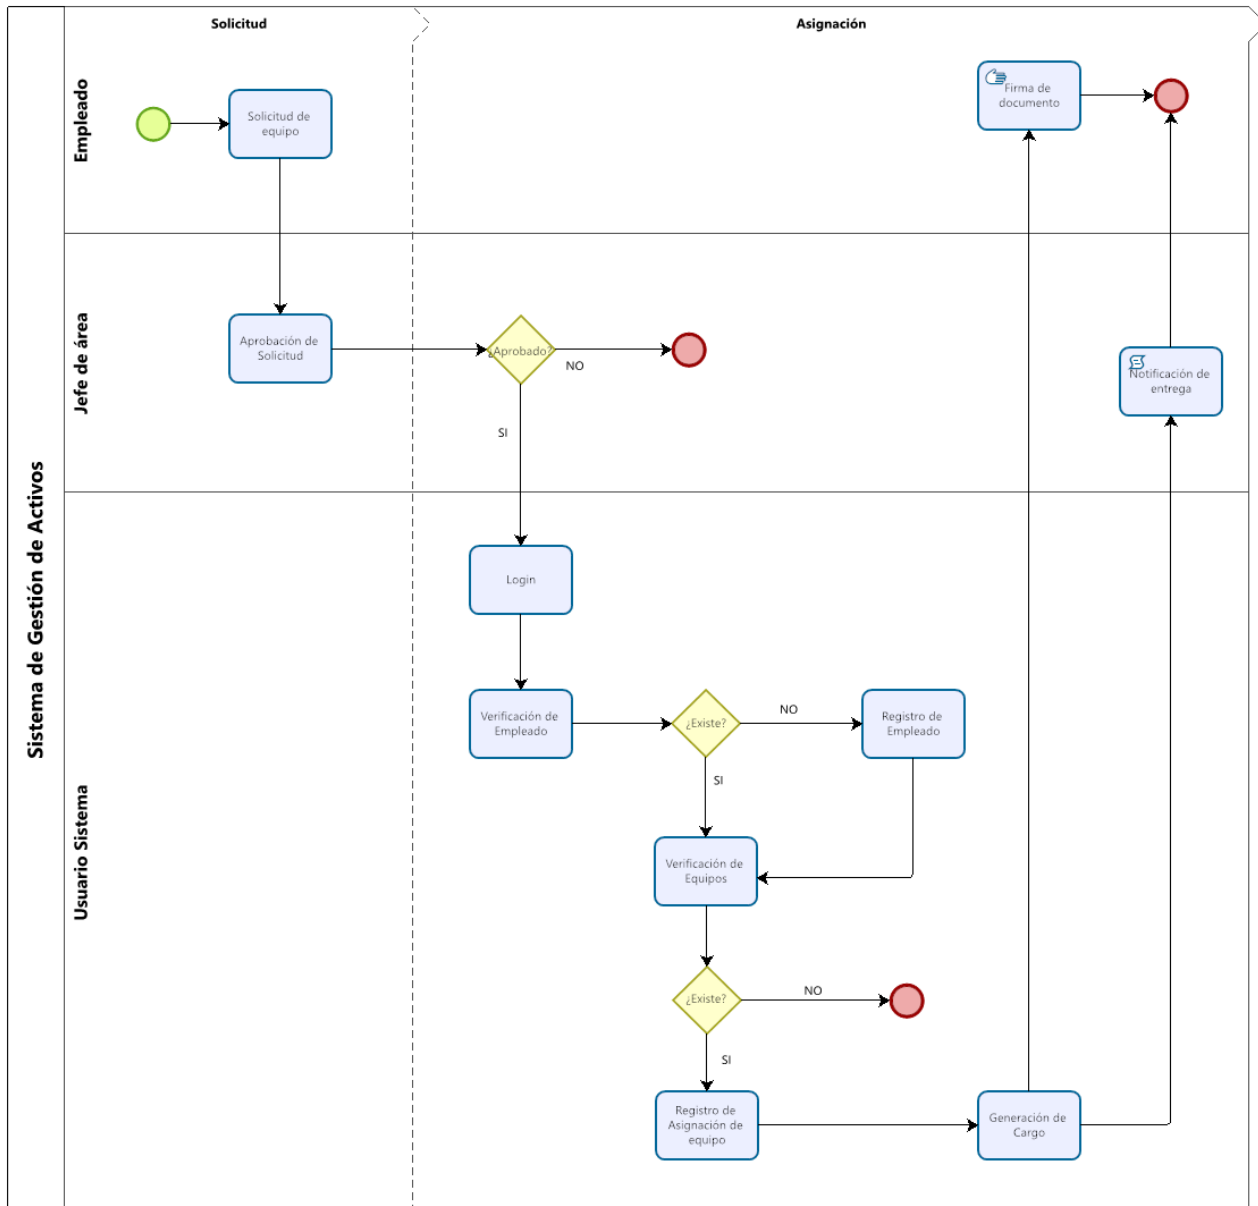 Solicitud
Asignación
Sistema de Gestión de Activos
Empleado
Solicitud de
equipo
Firma de
documento
Jefe de área
Aprobación de
Solicitud
¿Aprobado?
NO
SI
Notificación de
entrega
Usuario Sistema
Login
Verificación de
Empleado
¿Existe?
NO
SI
Registro de
Empleado
Verificación de
Equipos
¿Existe?
NO
SI
Registro de
Asignación de
equipo
Generación de
Cargo